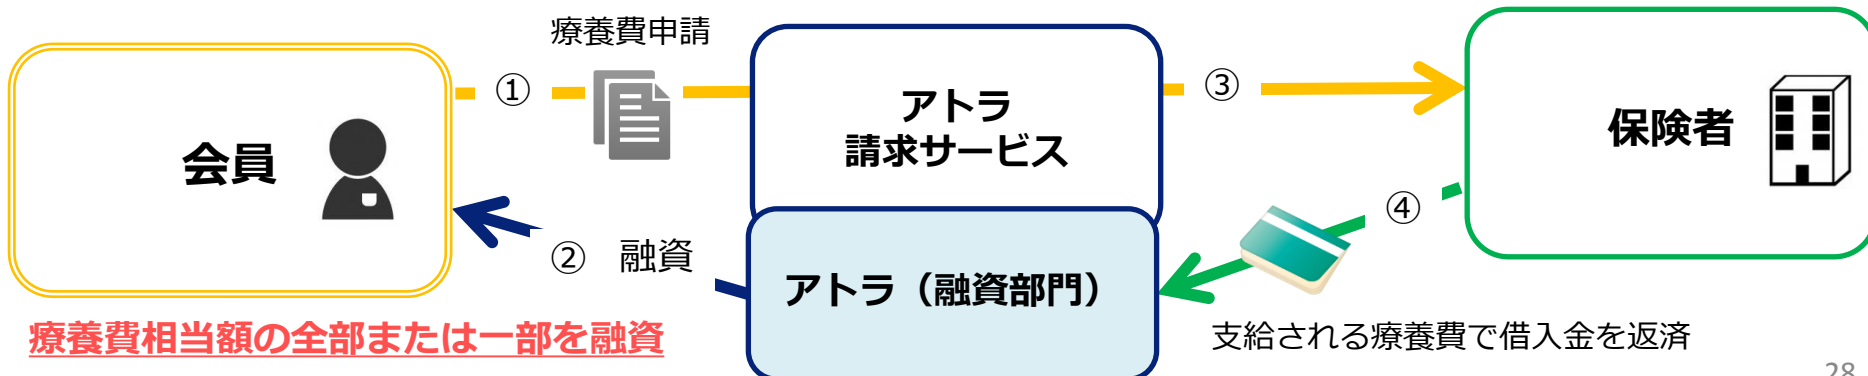 療養費申請
①
③
アトラ
請求サービス
会員
保険者
④
② 融資
アトラ（融資部門）
療養費相当額の全部または一部を融資
支給される療養費で借入金を返済
28